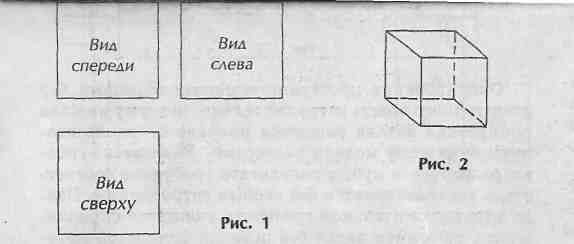 Вид
спереди
Вид
слева
Вид
сверху
Рис. 1
Рис. 2